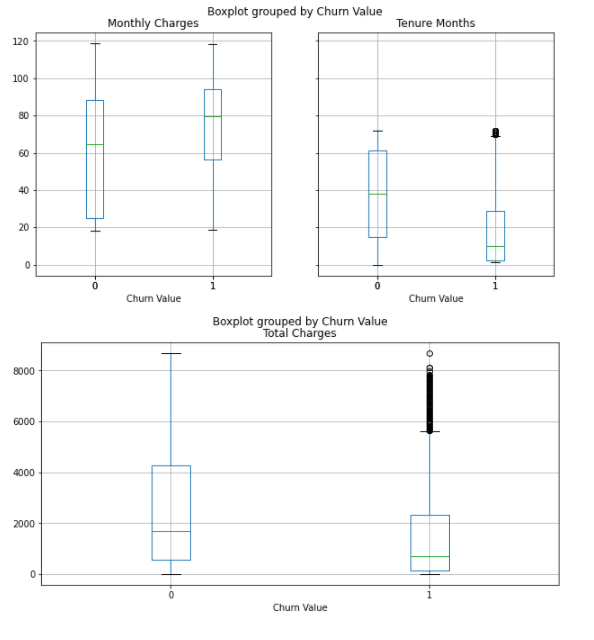 Boxplot grouped by Churn Value
Monthly Charges
Tenure Months
120
100
80
60
40
20
0
0
1
Churn Value
0
1
Churn Value
Boxplot grouped by Churn Value
Total Charges
8000
6000
4000
2000
0
0
1
Churn Value